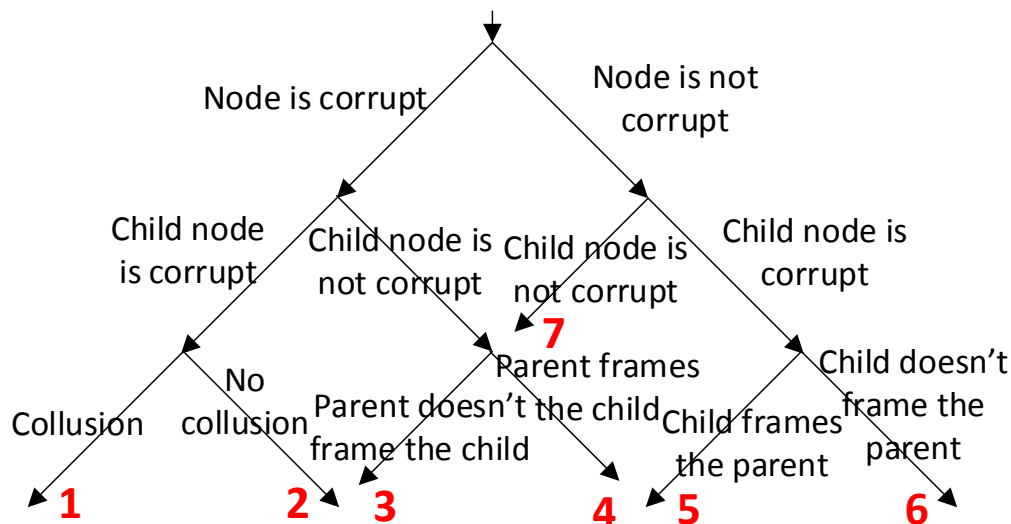 Node is corrupt
Node is not
corrupt
Child node
is corrupt
Child node is
not corrupt
Child node is
not corrupt
Child node is
corrupt
7
Collusion
No
collusion
Parent doesn't
frame the child
Parent frames
the child
Child frames
the parent
Child doesn't
frame the
parent
1
2
3
4
5
6